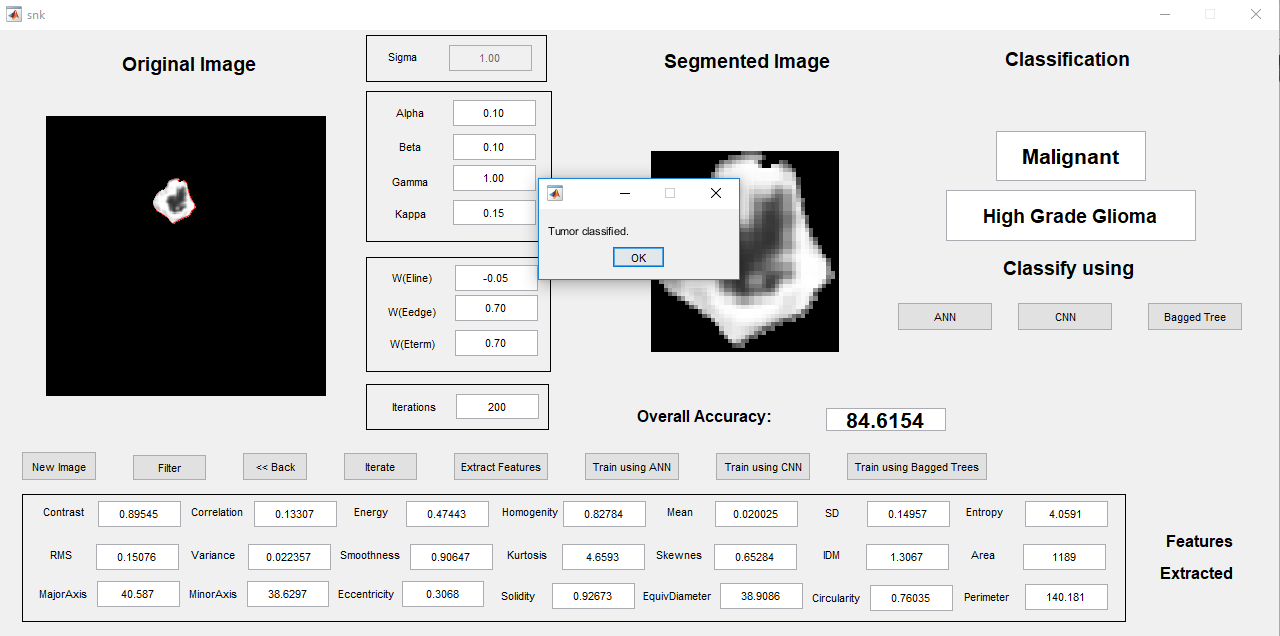 snk
Original Image
Sigma 1.00
Alpha 0.10
Beta 0.10
Gamma 1.00
Kappa 0.15
W(Eline) -0.05
W(Eedge) 0.70
W(Eterm) 0.70
Iterations 200
Segmented Image
Tumor classified.
OK
Classification
Malignant
High Grade Glioma
Classify using
ANN CNN Bagged Tree
Overall Accuracy: 84.6154
New Image Filter << Back Iterate Extract Features Train using ANN Train using CNN Train using Bagged Trees
Contrast 0.89545 Correlation 0.13307 Energy 0.47443 Homogenity 0.82784 Mean 0.020025 SD 0.14957 Entropy 4.0591
RMS 0.15076 Variance 0.022357 Smoothness 0.90647 Kurtosis 4.6593 Skewnes 0.65284 IDM 1.3067 Area 1189
MajorAxis 40.587 MinorAxis 38.6297 Eccentricity 0.3068 Solidity 0.92673 EquivDiameter 38.9086 Circularity 0.76035 Perimeter 140.181
Features
Extracted